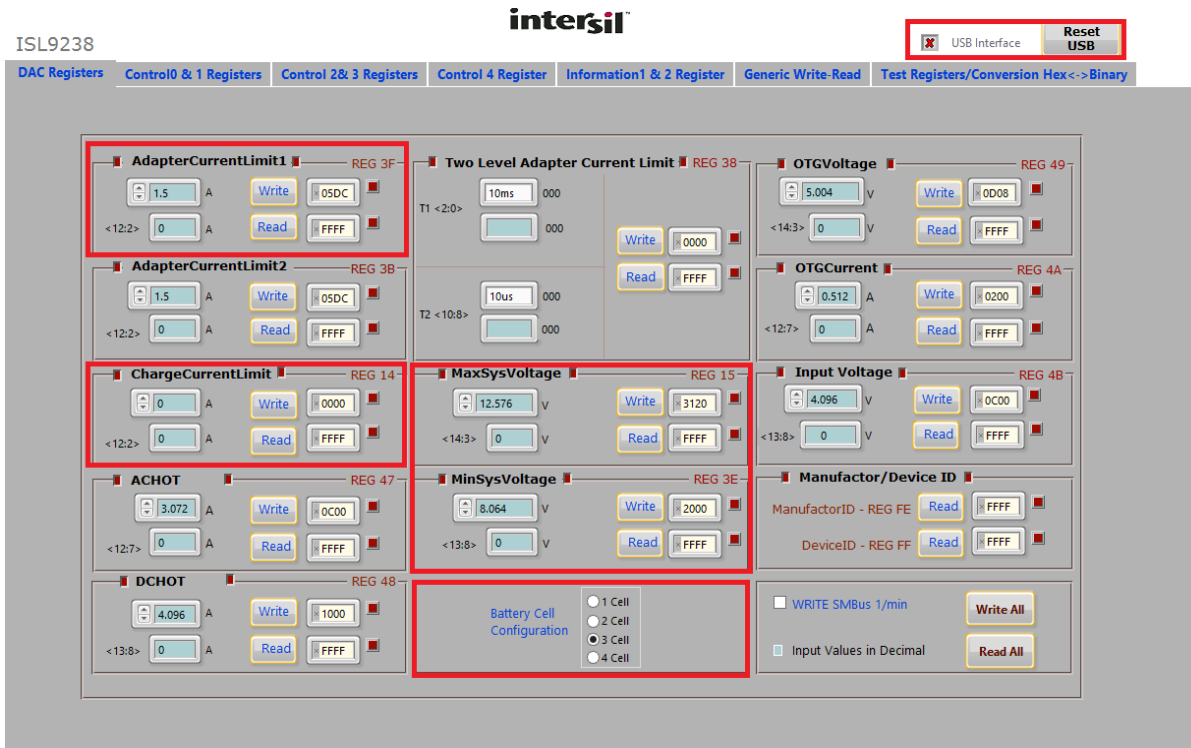 intersil™
ISL9238
USB Interface
Reset USB
DAC Registers Control0 & 1 Registers Control 2& 3 Registers Control 4 Register Information1 & 2 Register Generic Write-Read Test Registers/Conversion Hex<->Binary
AdapterCurrentLimit1 REG 3F
1.5 A Write ×05DC
<12:2> 0 A Read ×FFFF
AdapterCurrentLimit2 REG 3B
1.5 A Write ×05DC
<12:2> 0 A Read ×FFFF
ChargeCurrentLimit REG 14
0 A Write ×0000
<12:2> 0 A Read ×FFFF
ACHOT REG 47
3.072 A Write ×0C00
<12:7> 0 A Read ×FFFF
DCHOT REG 48
4.096 A Write ×1000
<13:8> 0 A Read ×FFFF
Two Level Adapter Current Limit REG 38
T1 <2:0> 10ms 000
000
Write ×0000
Read ×FFFF
T2 <10:8> 10us 000
000
MaxSysVoltage REG 15
12.576 V Write ×3120
<14:3> 0 V Read ×FFFF
MinSysVoltage REG 3E
8.064 V Write ×2000
<13:8> 0 V Read ×FFFF
Battery Cell
Configuration
1 Cell
2 Cell
3 Cell
4 Cell
OTGVoltage REG 49
5.004 V Write ×0D08
<14:3> 0 V Read ×FFFF
OTGCurrent REG 4A
0.512 A Write ×0200
<12:7> 0 A Read ×FFFF
Input Voltage REG 4B
4.096 V Write ×0C00
<13:8> 0 V Read ×FFFF
Manufactor/Device ID
ManufactorID - REG FE Read ×FFFF
DeviceID - REG FF Read ×FFFF
WRITE SMBus 1/min Write All
Input Values in Decimal Read All